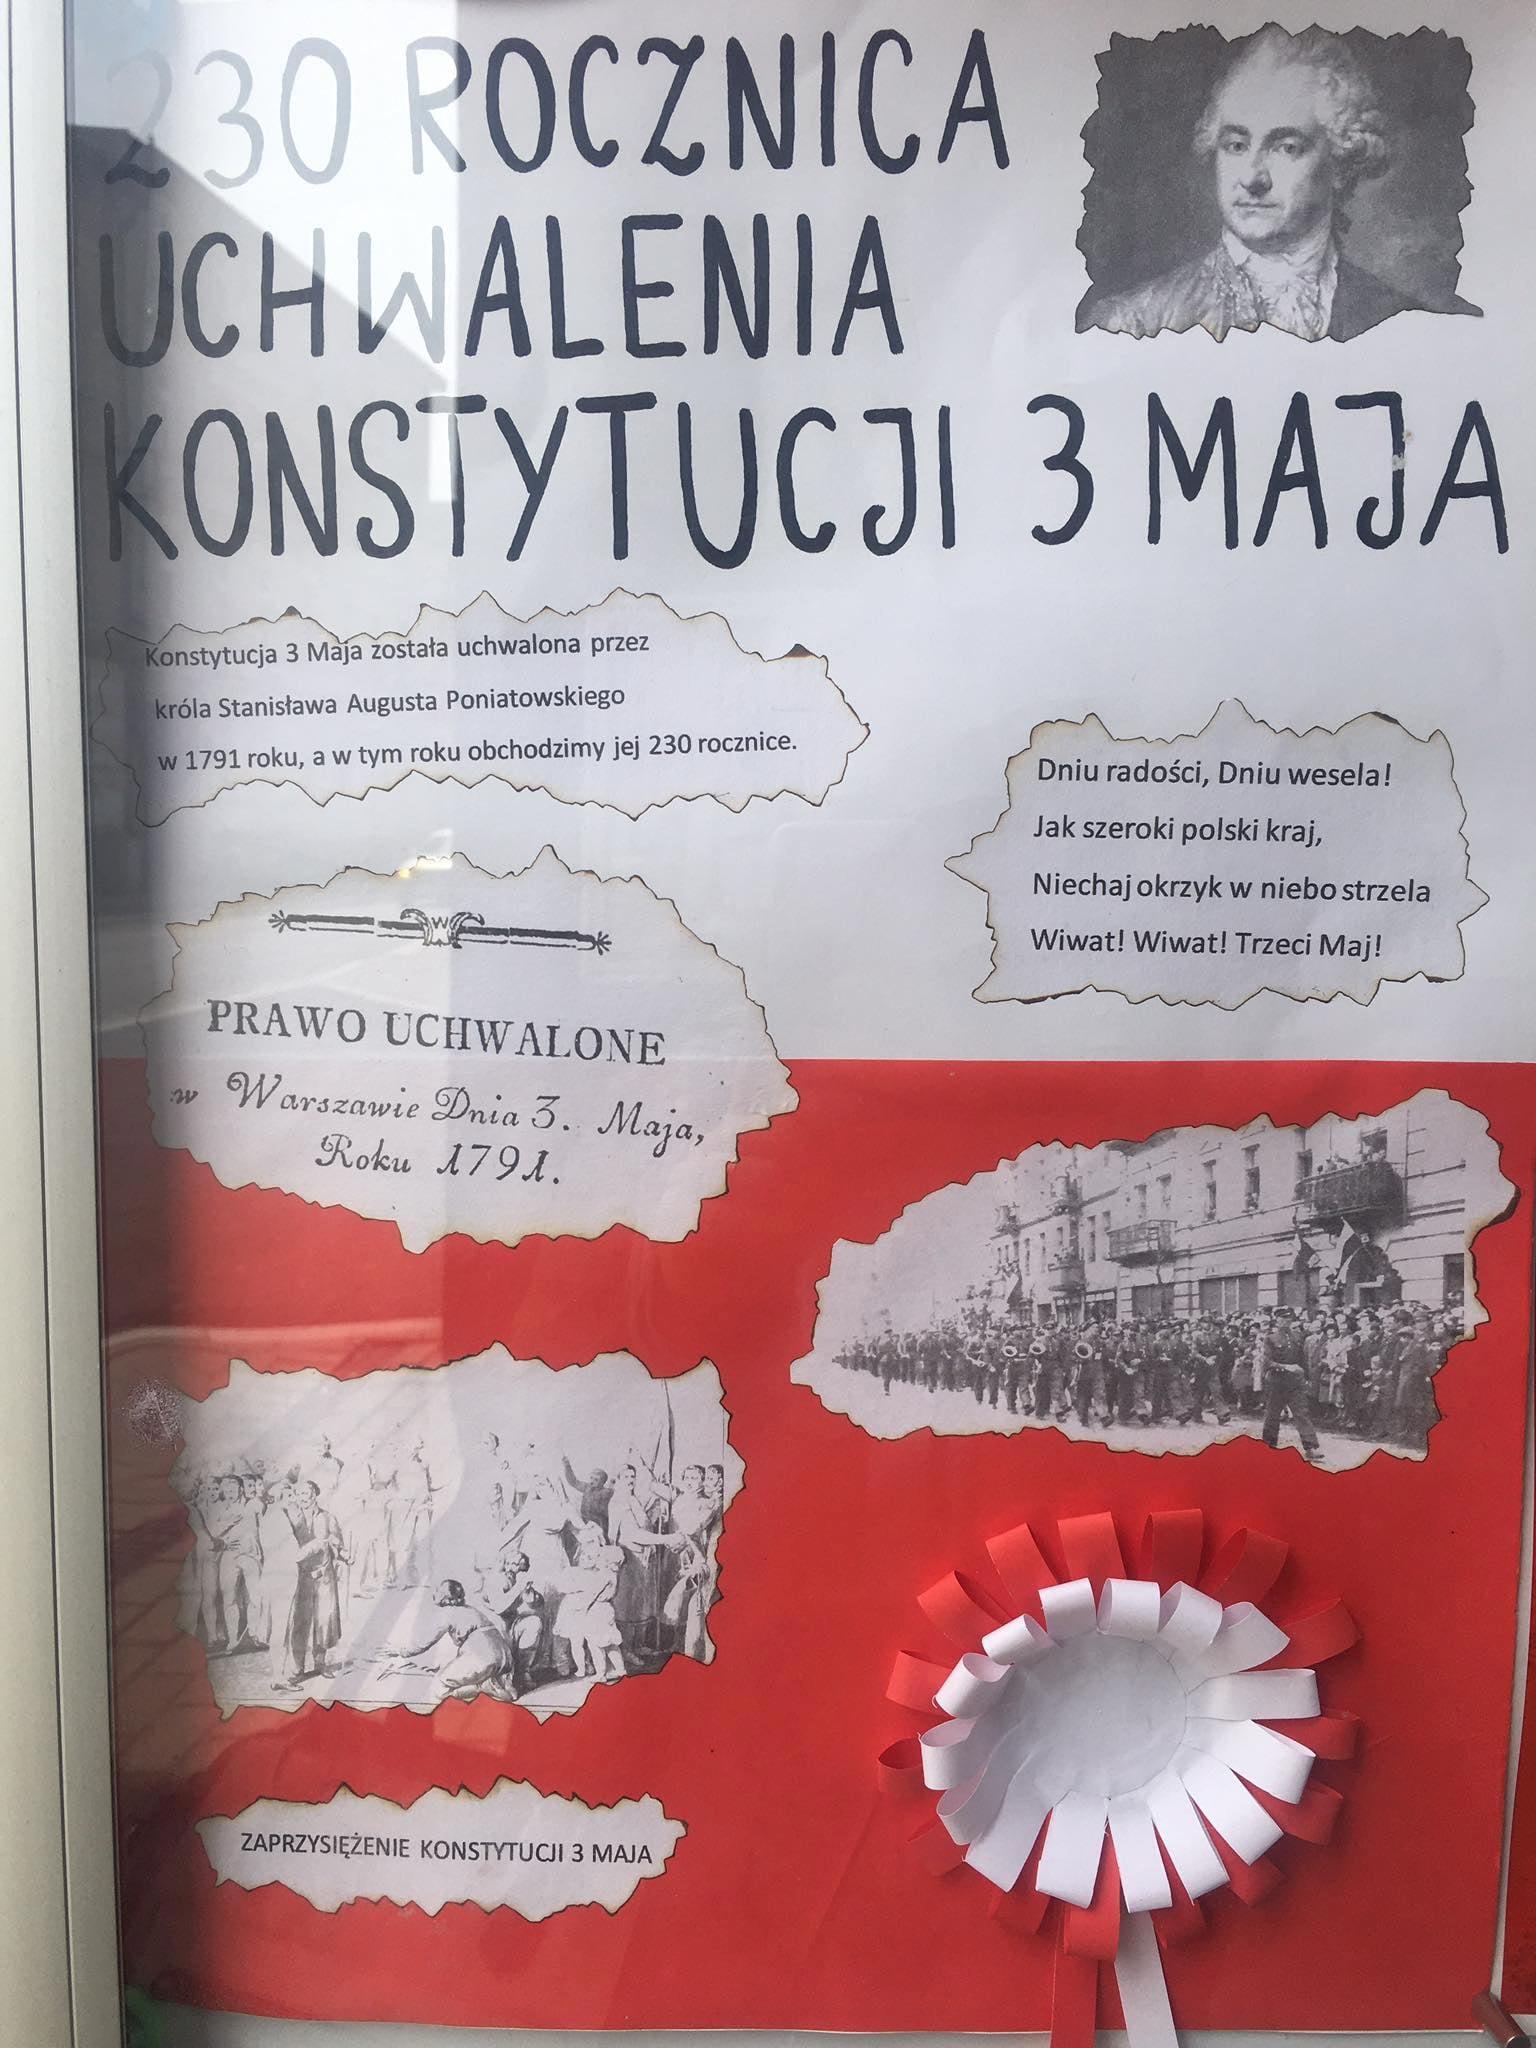 230 ROCZNICA
UCHWALENIA
KONSTYTUCJI 3 MAJA
Konstytucja 3 Maja została uchwalona przez
króla Stanisława Augusta Poniatowskiego
w 1791 roku, a w tym roku obchodzimy jej 230 rocznice.
Dniu radości, Dniu wesela!
Jak szeroki polski kraj,
Niechaj okrzyk w niebo strzela
Wiwat! Wiwat! Trzeci Maj!
PRAWO UCHWALONE
w Warszawie Dnia 3. Maja,
Roku 1791.
ZAPRZYSIĘŻENIE KONSTYTUCJI 3 MAJA